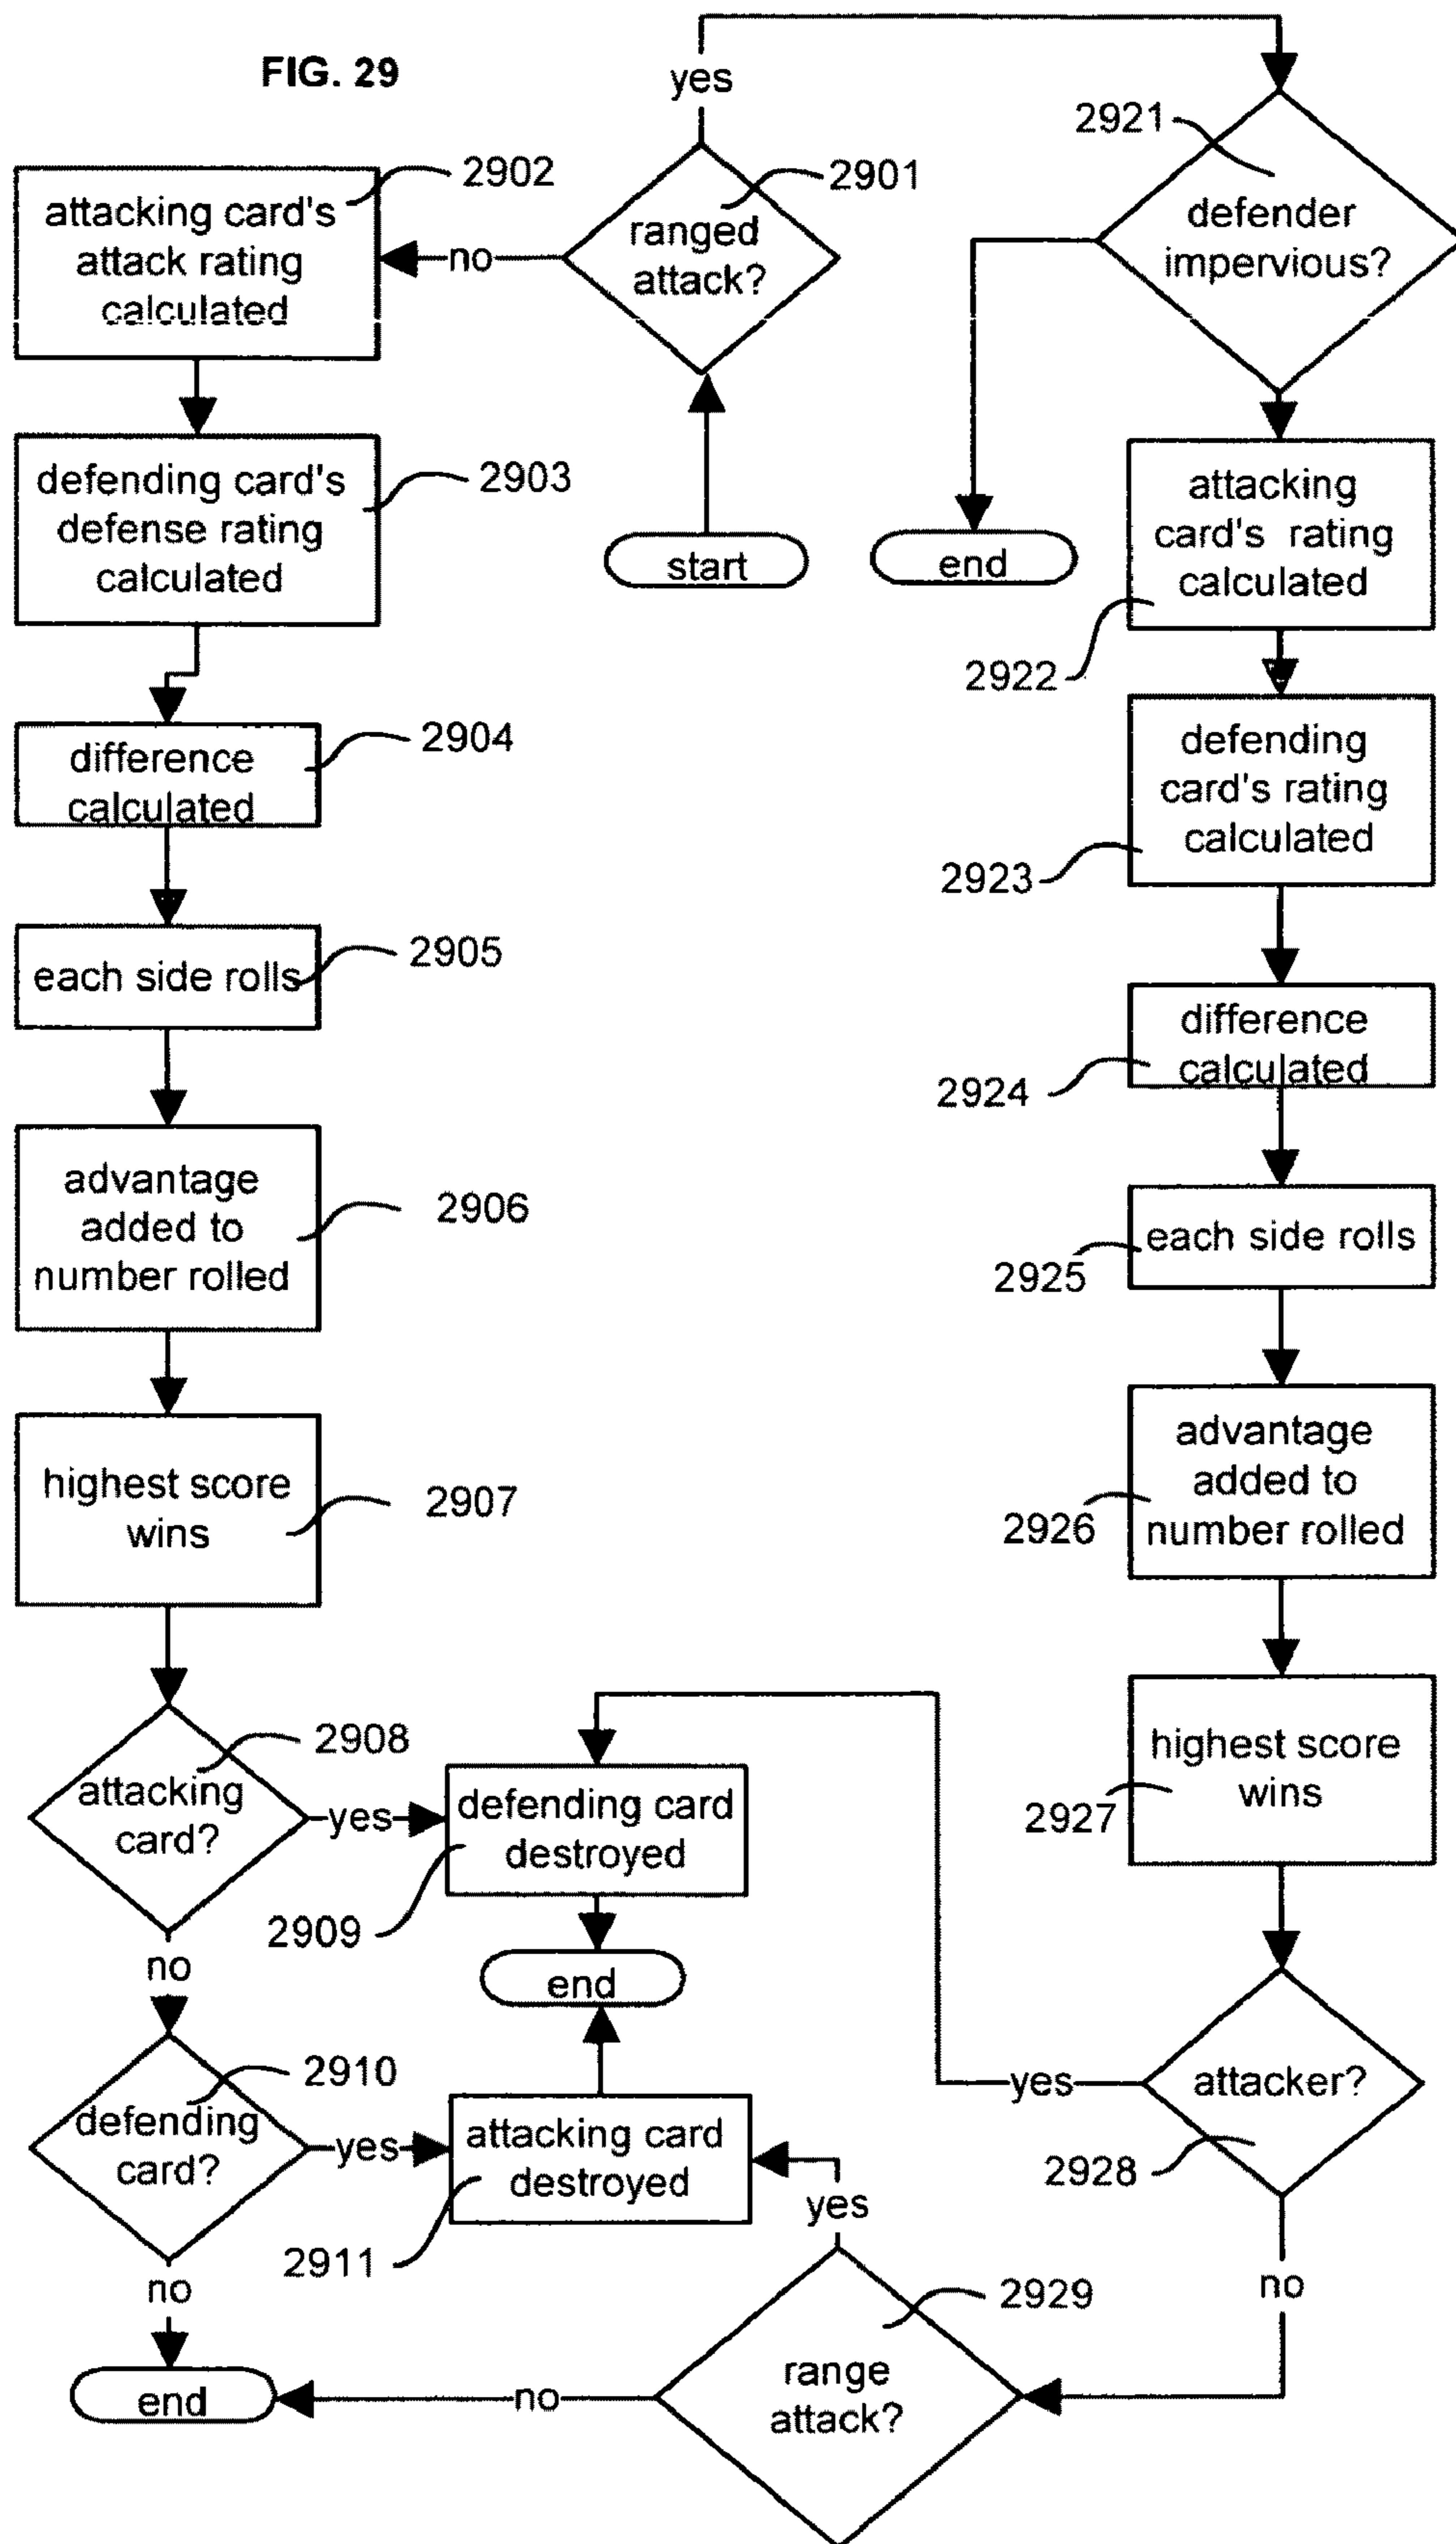 FIG. 29
yes
2921
2902
2901
attacking card's
attack rating
calculated
no
ranged
attack?
defender
impervious?
defending card's
defense rating
calculated
2903
start
end
attacking
card's rating
calculated
2922
difference
calculated
2904
defending
card's rating
calculated
2923
each side rolls
2905
difference
calculated
2924
advantage
added to
number rolled
2906
each side rolls
2925
highest score
wins
2907
advantage
added to
number rolled
2926
attacking
card?
2908
yes
defending card
destroyed
2909
highest score
wins
2927
no
end
defending
card?
2910
yes
attacking card
destroyed
2911
yes
attacker?
2928
yes
no
no
2929
range
attack?
no
end